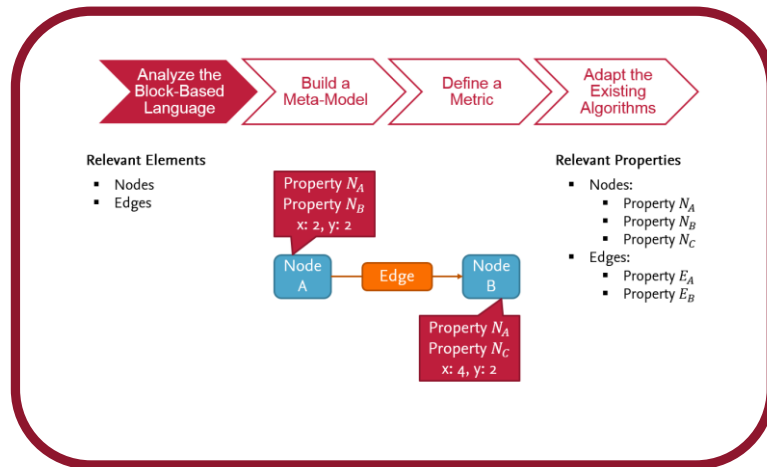 Analyze the
Block-Based
Language
Build a
Meta-Model
Define a
Metric
Adapt the
Existing
Algorithms
Relevant Elements
▪ Nodes
▪ Edges
Property N_A
Property N_B
x: 2, y: 2
Node
A
Edge
Node
B
Property N_A
Property N_C
x: 4, y: 2
Relevant Properties
▪ Nodes:
▪ Property N_A
▪ Property N_B
▪ Property N_C
▪ Edges:
▪ Property E_A
▪ Property E_B